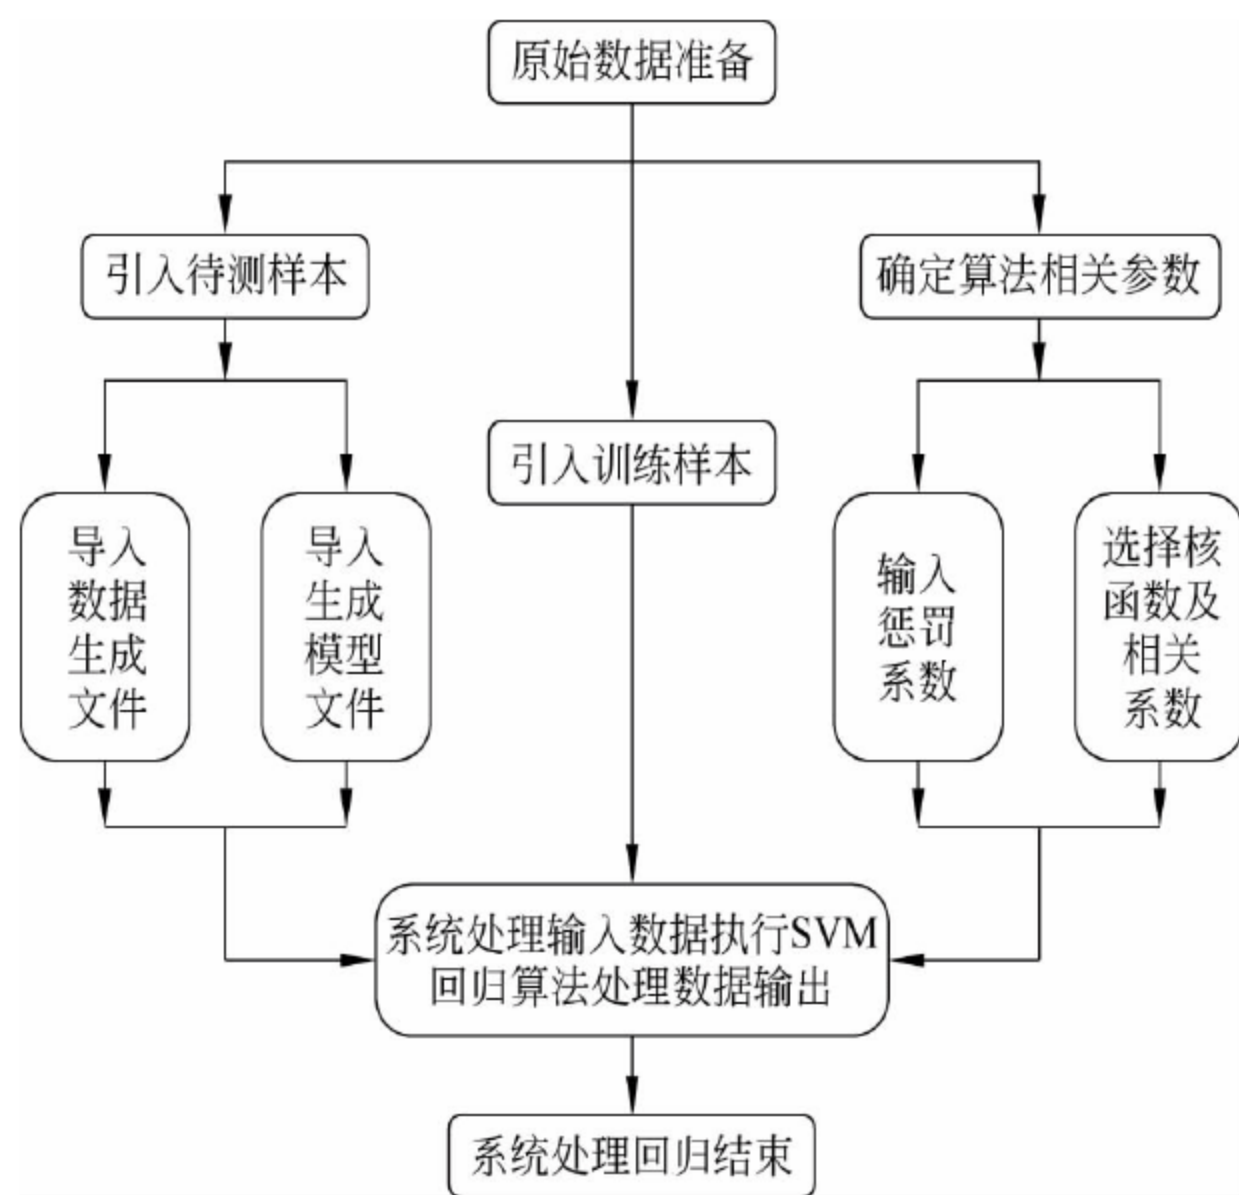 原始数据准备
引入待测样本
确定算法相关参数
引入训练样本
导入
数据
生成
文件
导入
生成
模型
文件
输入
惩罚
系数
选择核
函数及
相关
系数
系统处理输入数据执行SVM
回归算法处理数据输出
系统处理回归结束